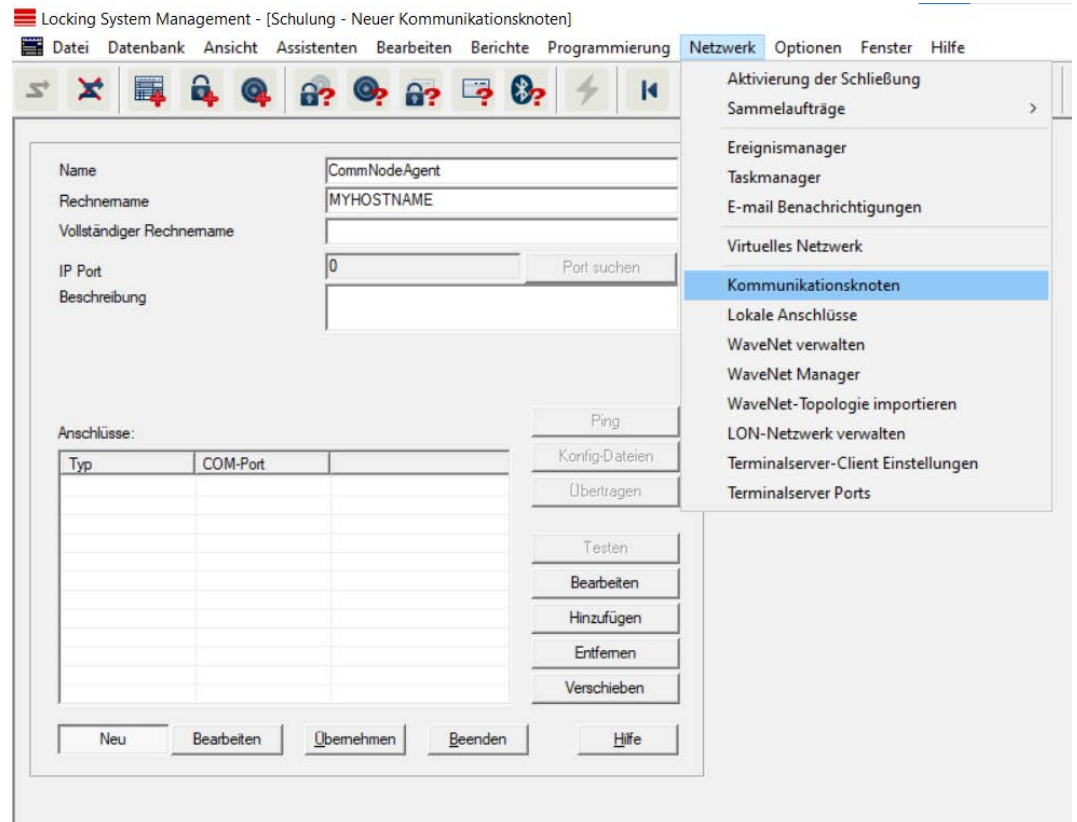 Locking System Management - [Schulung - Neuer Kommunikationsknoten]
Datei Datenbank Ansicht Assistenten Bearbeiten Berichte Programmierung Netzwerk Optionen Fenster Hilfe
Aktivierung der Schließung
Sammelaufträge
Ereignismanager
Taskmanager
E-mail Benachrichtigungen
Virtuelles Netzwerk
Kommunikationsknoten
Lokale Anschlüsse
WaveNet verwalten
WaveNet Manager
WaveNet-Topologie importieren
LON-Netzwerk verwalten
Terminalserver-Client Einstellungen
Terminalserver Ports
Name CommNodeAgent
Rechnername MYHOSTNAME
Vollständiger Rechnername
IP Port 0 Port suchen
Beschreibung
Anschlüsse:
Typ COM-Port
Ping
Konfig-Dateien
Übertragen
Testen
Bearbeiten
Hinzufügen
Entfernen
Verschieben
Neu Bearbeiten Übernehmen Beenden Hilfe